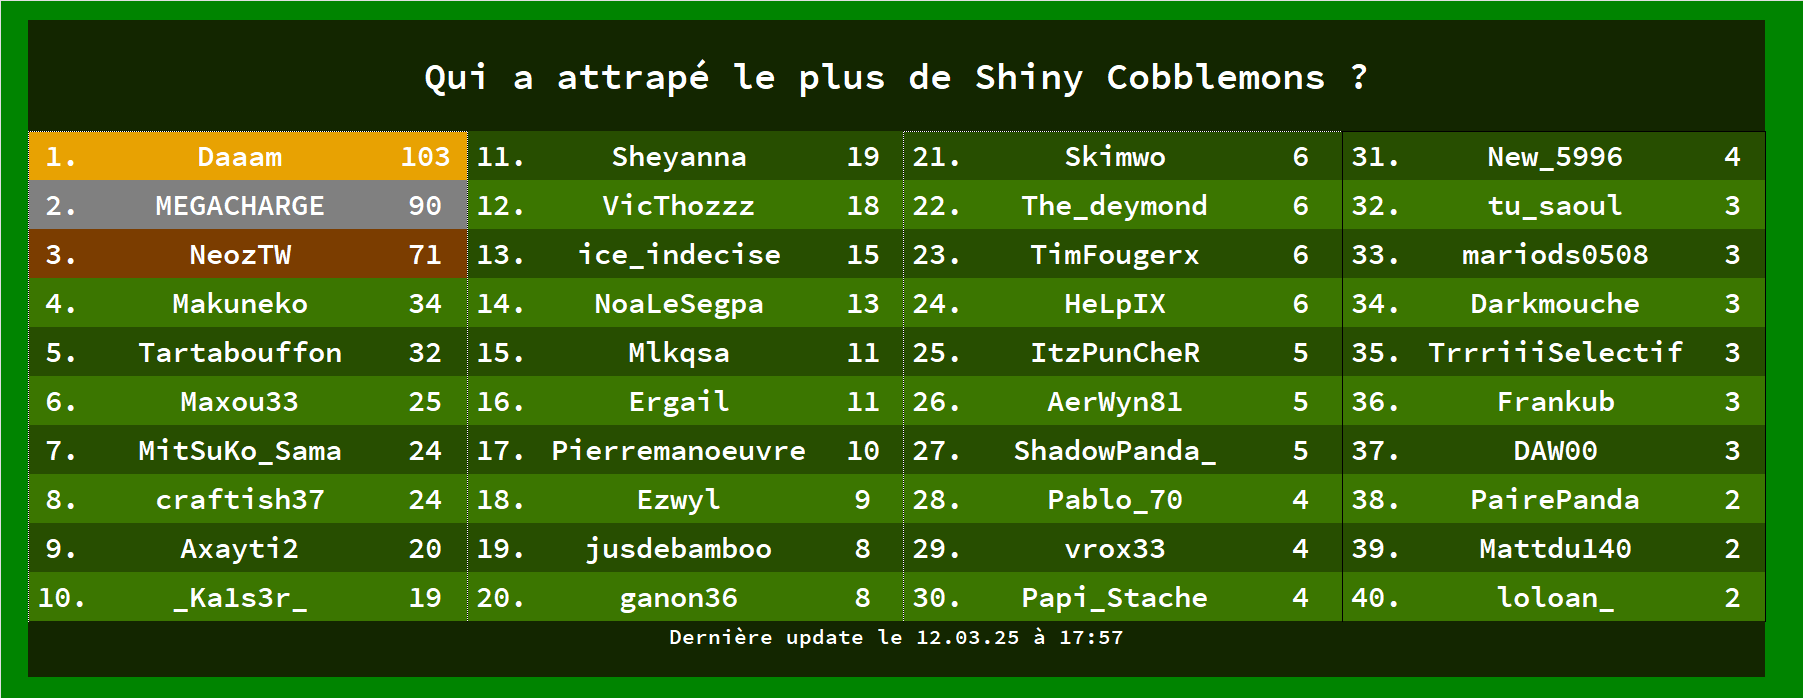 Qui a attrapé le plus de Shiny Cobblemons ?
1. Daaam 103 11. Sheyanna 19 21. Skimwo 6 31. New_5996 4
2. MEGACHARGE 90 12. VicThozzz 18 22. The_deymond 6 32. tu_saoul 3
3. NeozTW 71 13. ice_indecise 15 23. TimFougerx 6 33. mariods0508 3
4. Makuneko 34 14. NoaLeSegpa 13 24. HeLpIX 6 34. Darkmouche 3
5. Tartabouffon 32 15. Mlkqsa 11 25. ItzPunCheR 5 35. TrrriiiSelectif 3
6. Maxou33 25 16. Ergail 11 26. AerWyn81 5 36. Frankub 3
7. MitSuKo_Sama 24 17. Pierremanoeuvre 10 27. ShadowPanda_ 5 37. DAW00 3
8. craftish37 24 18. Ezwyl 9 28. Pablo_70 4 38. PairePanda 2
9. Axayti2 20 19. jusdebamboo 8 29. vrox33 4 39. Mattdu140 2
10. _Ka1s3r_ 19 20. ganon36 8 30. Papi_Stache 4 40. loloan_ 2
Dernière update le 12.03.25 à 17:57